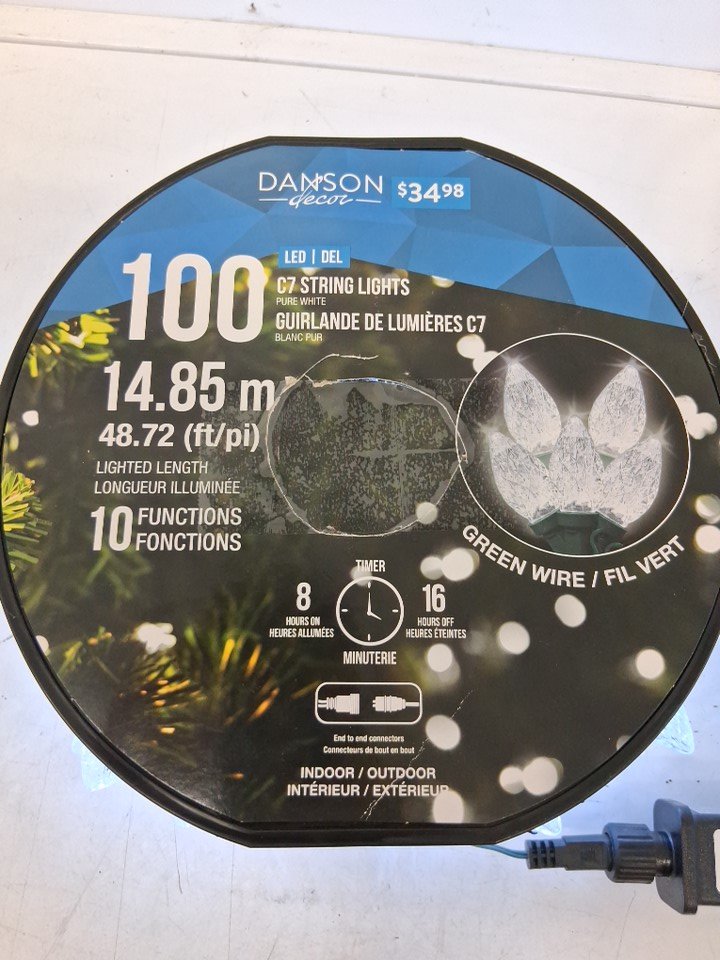 DANSON
decor
$34.98
LED | DEL
100
C7 STRING LIGHTS
PURE WHITE
GUIRLANDE DE LUMIÈRES C7
BLANC PUR
14.85 m
48.72 (ft/pi)
LIGHTED LENGTH
LONGUEUR ILLUMINÉE
10 FUNCTIONS
FONCTIONS
GREEN WIRE / FIL VERT
TIMER
8
HOURS ON
HEURES ALLUMÉES
16
HOURS OFF
HEURES ÉTEINTES
MINUTERIE
End to end connectors
Connecteurs de bout en bout
INDOOR / OUTDOOR
INTÉRIEUR / EXTÉRIEUR